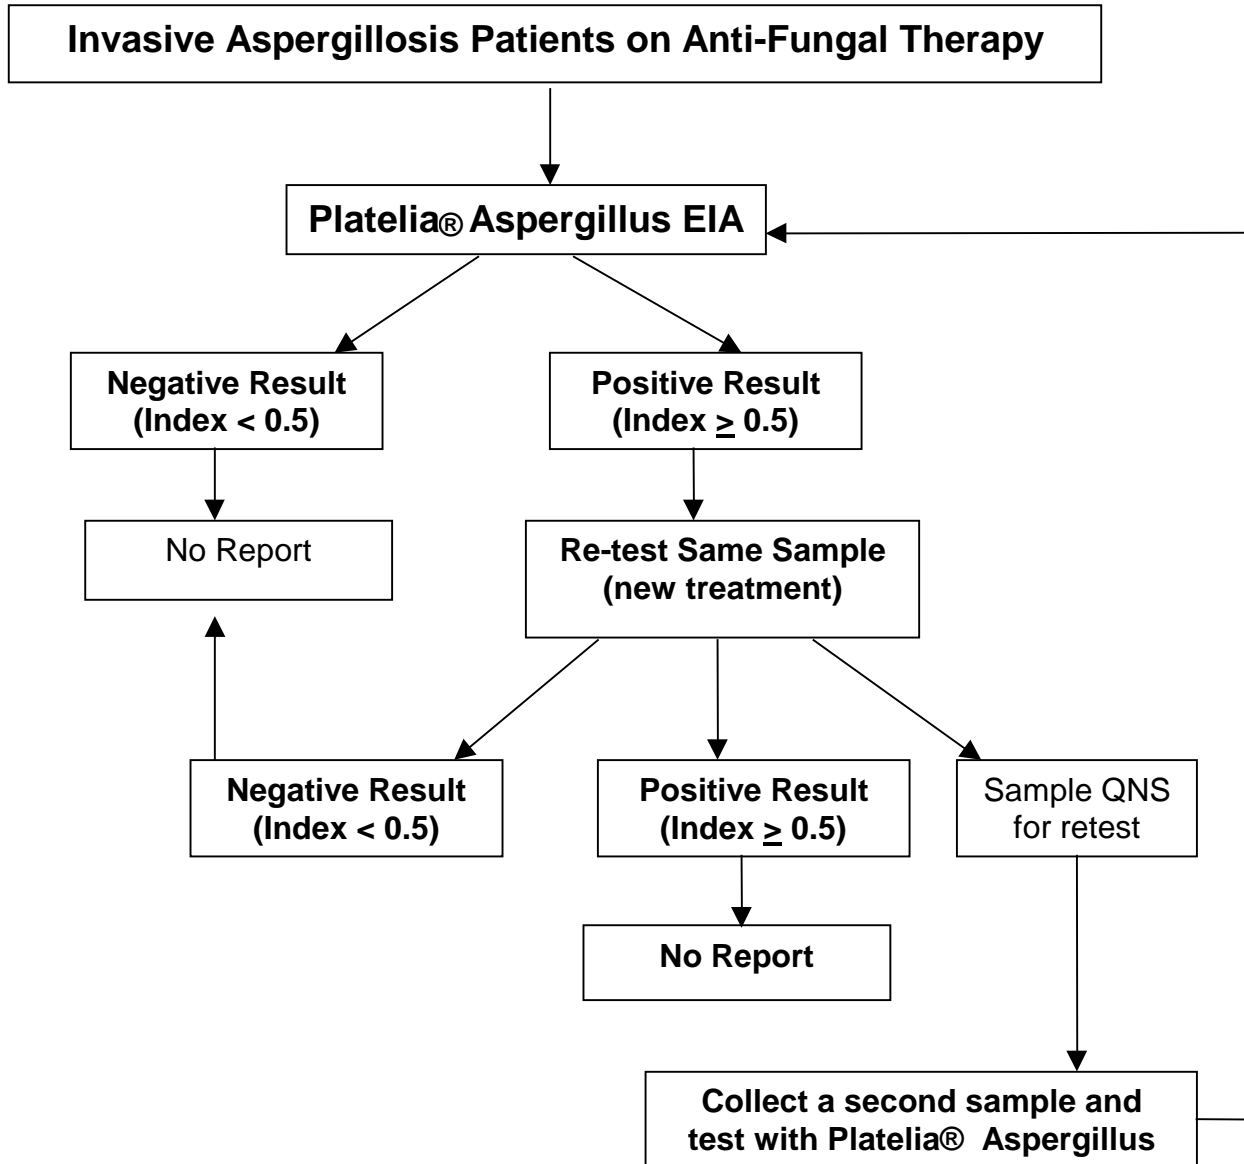 Invasive Aspergillosis Patients on Anti-Fungal Therapy
Platelia® Aspergillus EIA
Negative Result
(Index < 0.5)
Positive Result
(Index ≥ 0.5)
No Report
Re-test Same Sample
(new treatment)
Negative Result
(Index < 0.5)
Positive Result
(Index ≥ 0.5)
Sample QNS
for retest
No Report
Collect a second sample and
test with Platelia® Aspergillus